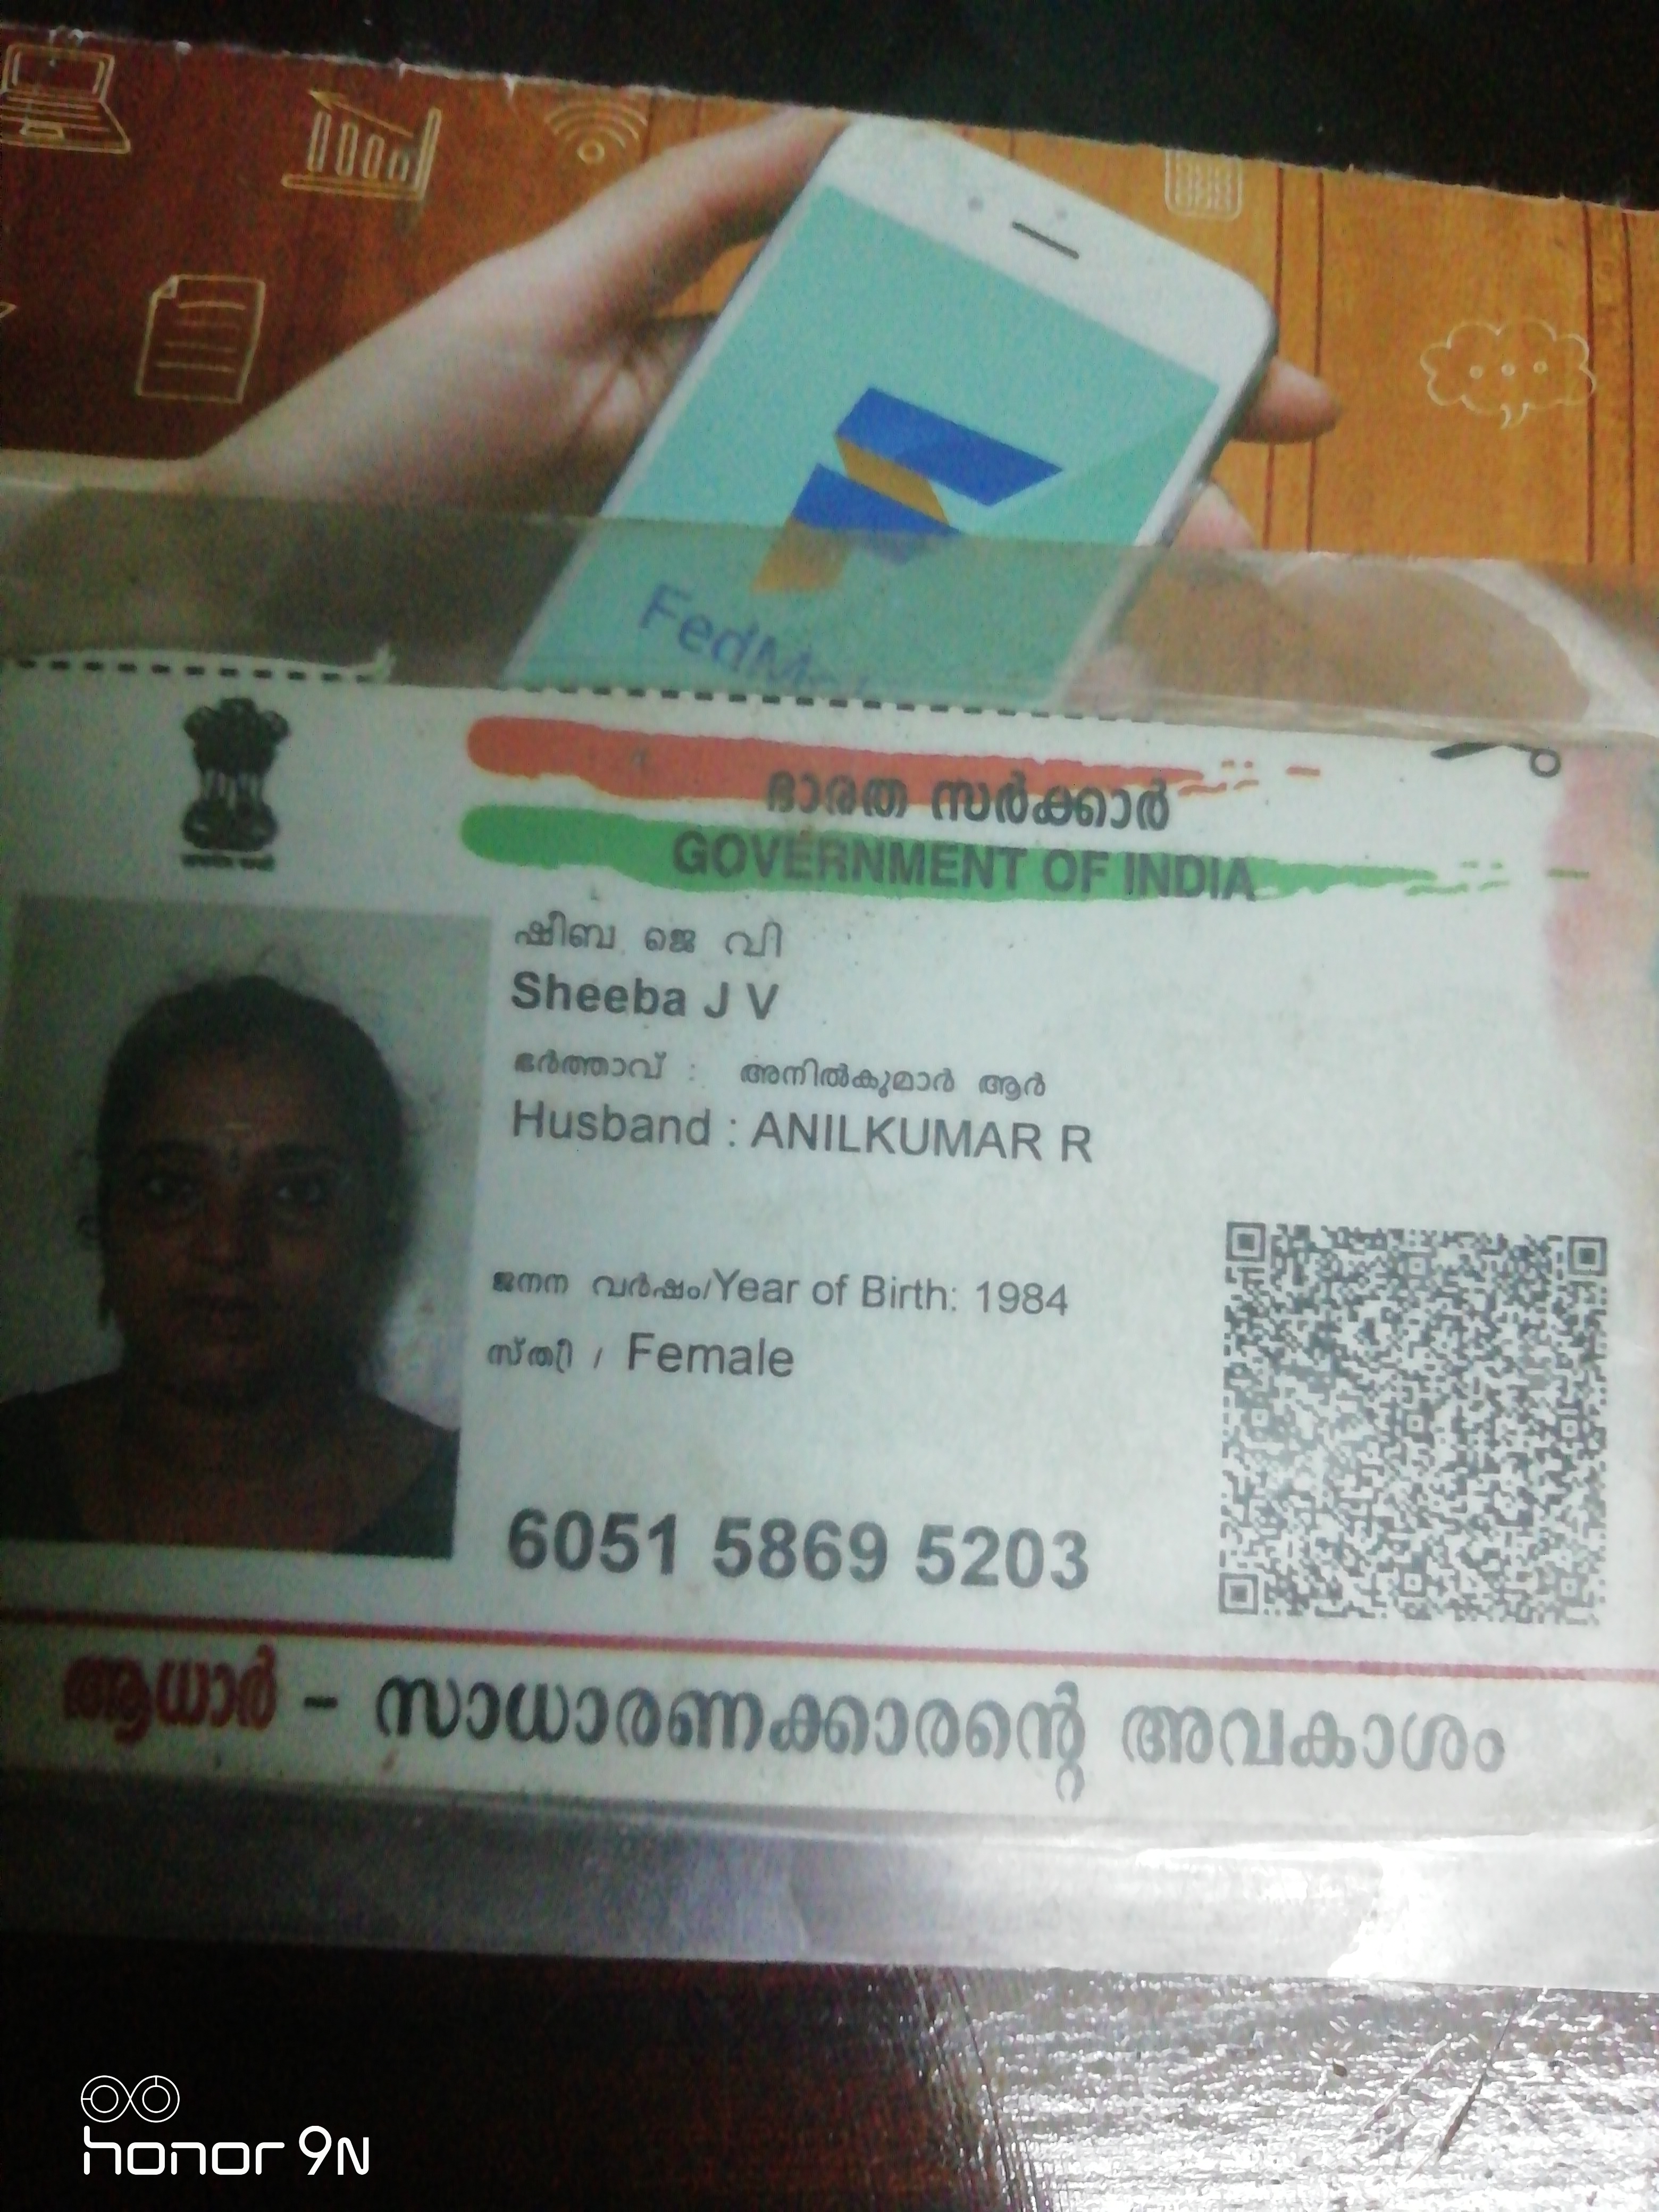 FedMo
ഭാരത സർക്കാർ
GOVERNMENT OF INDIA
ഷീബ ജെ വി
Sheeba J V
ഭർത്താവ് : അനിൽകുമാർ ആർ
Husband : ANILKUMAR R
ജനന വർഷം/Year of Birth: 1984
സ്ത്രീ / Female
6051 5869 5203
ആധാർ - സാധാരണക്കാരന്റെ അവകാശം
honor 9N